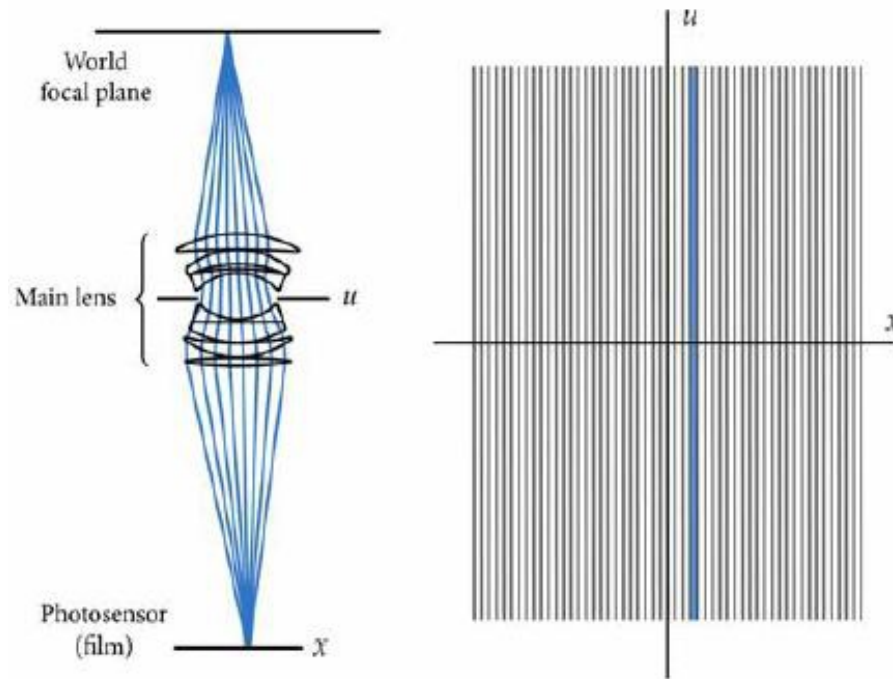 World
focal plane
Main lens
u
Photosensor
(film)
x
u
x